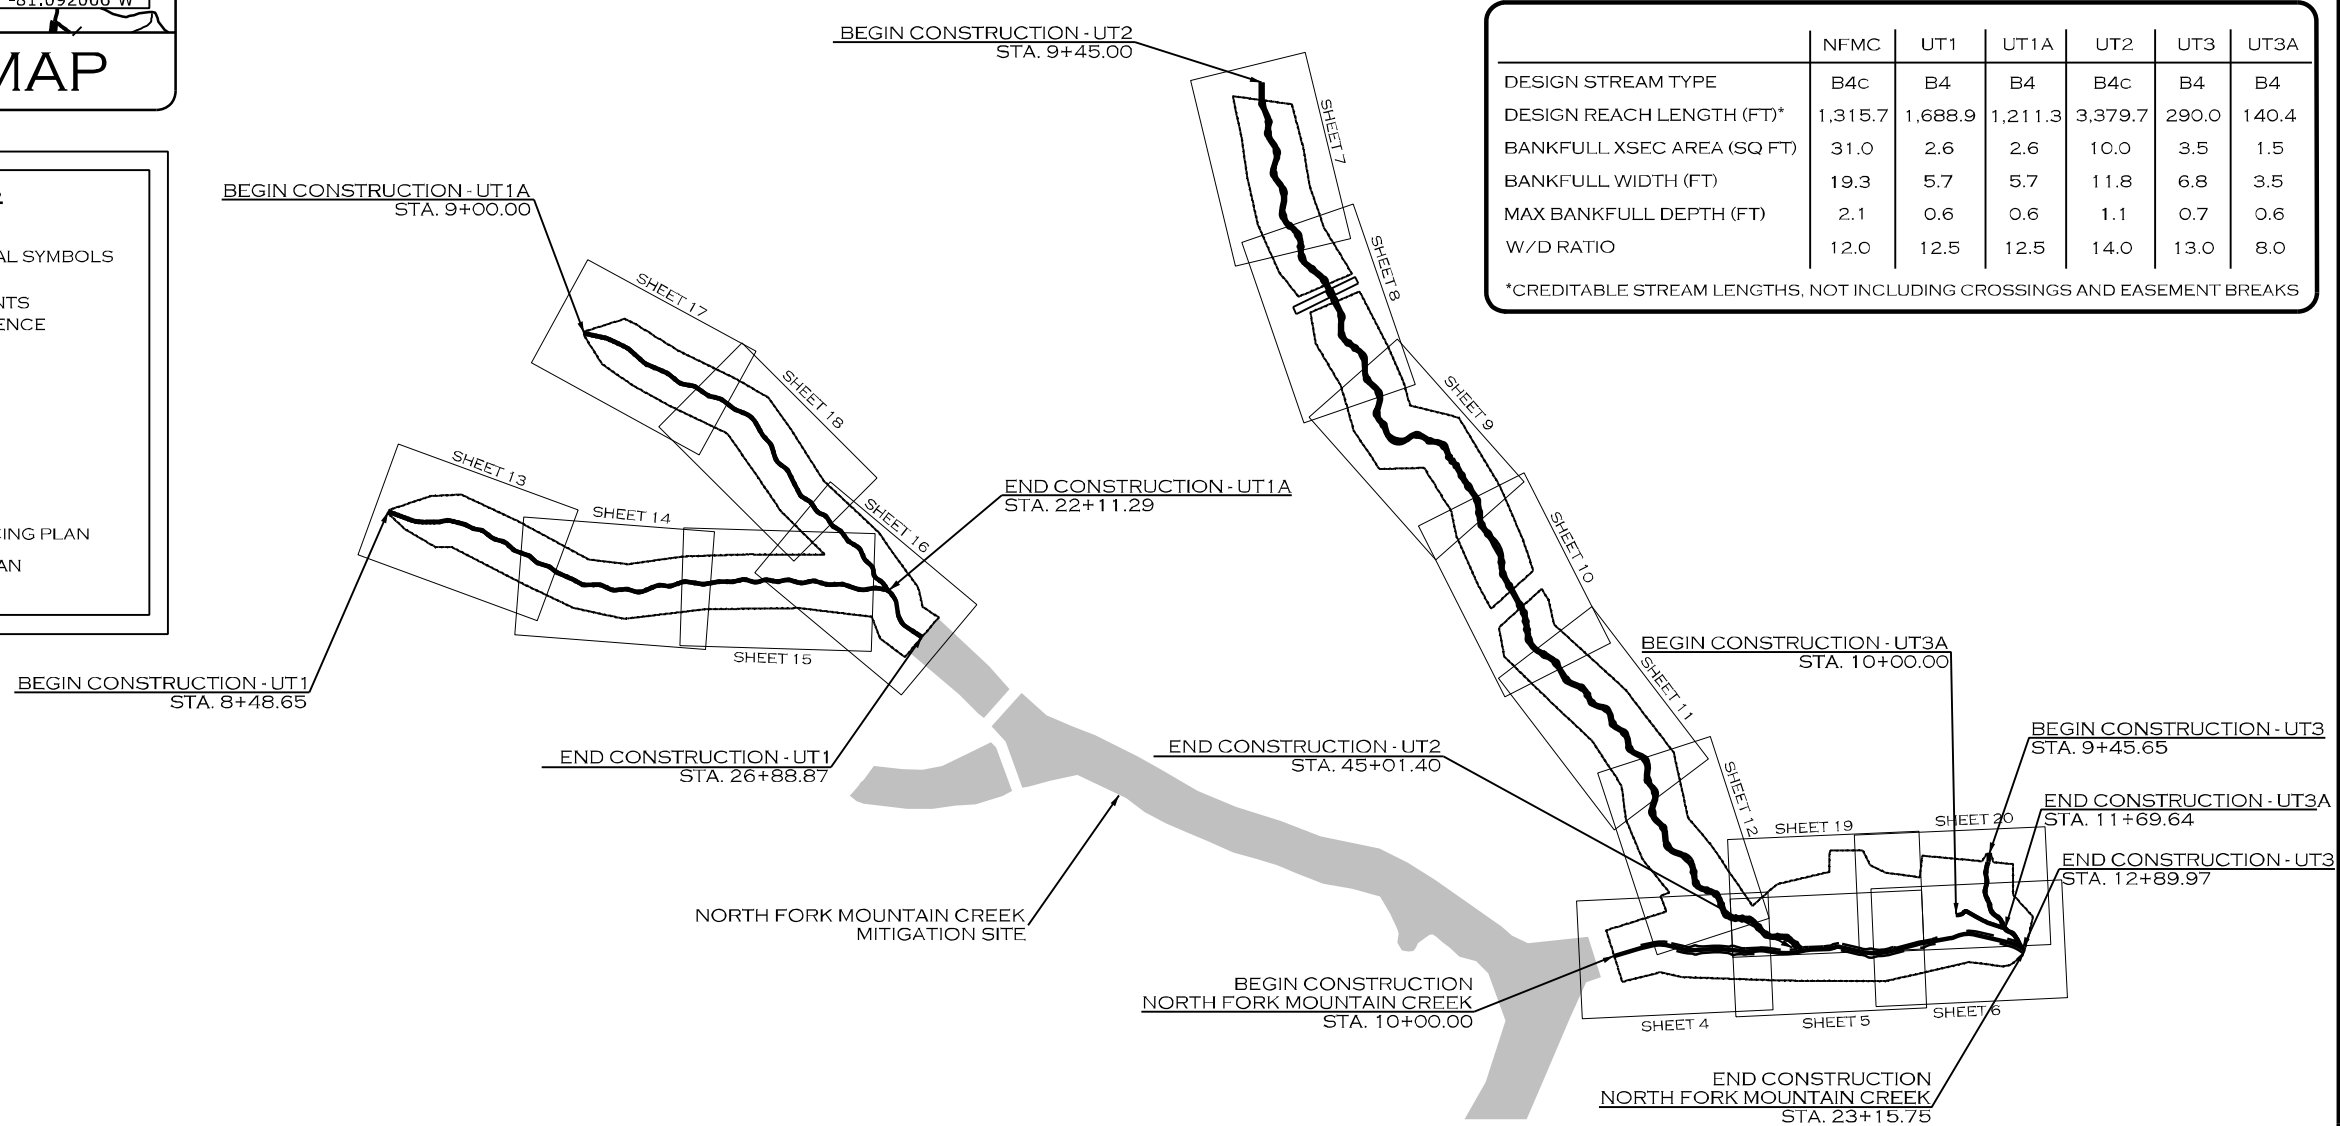 -81.092006 W
MAP
AL SYMBOLS
NTS
ENCE
CING PLAN
AN
BEGIN CONSTRUCTION - UT2
STA. 9+45.00
NFMC UT1 UT1A UT2 UT3 UT3A
DESIGN STREAM TYPE B4c B4 B4 B4c B4 B4
DESIGN REACH LENGTH (FT)* 1,315.7 1,688.9 1,211.3 3,379.7 290.0 140.4
BANKFULL XSEC AREA (SQ FT) 31.0 2.6 2.6 10.0 3.5 1.5
BANKFULL WIDTH (FT) 19.3 5.7 5.7 11.8 6.8 3.5
MAX BANKFULL DEPTH (FT) 2.1 0.6 0.6 1.1 0.7 0.6
W/D RATIO 12.0 12.5 12.5 14.0 13.0 8.0
*CREDITABLE STREAM LENGTHS, NOT INCLUDING CROSSINGS AND EASEMENT BREAKS
BEGIN CONSTRUCTION - UT1A
STA. 9+00.00
SHEET 7
SHEET 8
SHEET 17
SHEET 18
SHEET 9
SHEET 13
SHEET 14
SHEET 16
END CONSTRUCTION - UT1A
STA. 22+11.29
SHEET 10
SHEET 15
BEGIN CONSTRUCTION - UT1
STA. 8+48.65
BEGIN CONSTRUCTION - UT3A
STA. 10+00.00
SHEET 11
END CONSTRUCTION - UT1
STA. 26+88.87
END CONSTRUCTION - UT2
STA. 45+01.40
BEGIN CONSTRUCTION - UT3
STA. 9+45.65
SHEET 12
SHEET 19
SHEET 20
END CONSTRUCTION - UT3A
STA. 11+69.64
END CONSTRUCTION - UT3
STA. 12+89.97
NORTH FORK MOUNTAIN CREEK
MITIGATION SITE
BEGIN CONSTRUCTION
NORTH FORK MOUNTAIN CREEK
STA. 10+00.00
SHEET 4
SHEET 5
SHEET 6
END CONSTRUCTION
NORTH FORK MOUNTAIN CREEK
STA. 23+15.75